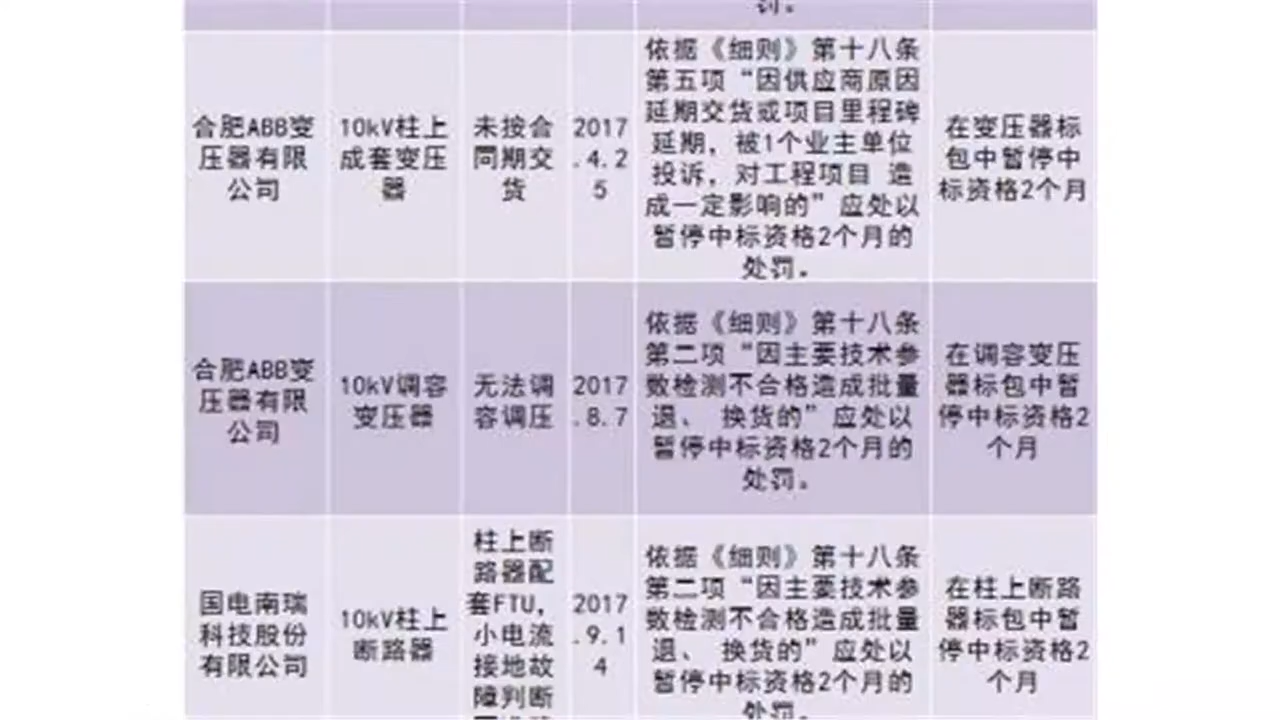 罚。
合肥ABB变
压器有限
公司
10kV柱上
成套变压
器
未按合
同期交
货
2017
.4.2
5
依据《细则》第十八条
第五项“因供应商原因
延期交货或项目里程碑
延期，被1个业主单位
投诉，对工程项目 造
成一定影响的”应处以
暂停中标资格2个月的
处罚。
在变压器标
包中暂停中
标资格2个月
合肥ABB变
压器有限
公司
10kV调容
变压器
无法调
容调压
2017
.8.7
依据《细则》第十八条
第二项“因主要技术参
数检测不合格造成批量
退、 换货的”应处以
暂停中标资格2个月的
处罚。
在调容变压
器标包中暂
停中标资格2
个月
国电南瑞
科技股份
有限公司
10kV柱上
断路器
柱上断
路器配
套FTU，
小电流
接地故
障判断
2017
.9.1
4
依据《细则》第十八条
第二项“因主要技术参
数检测不合格造成批量
退、 换货的”应处以
暂停中标资格2个月的
处罚。
在柱上断路
器标包中暂
停中标资格2
个月